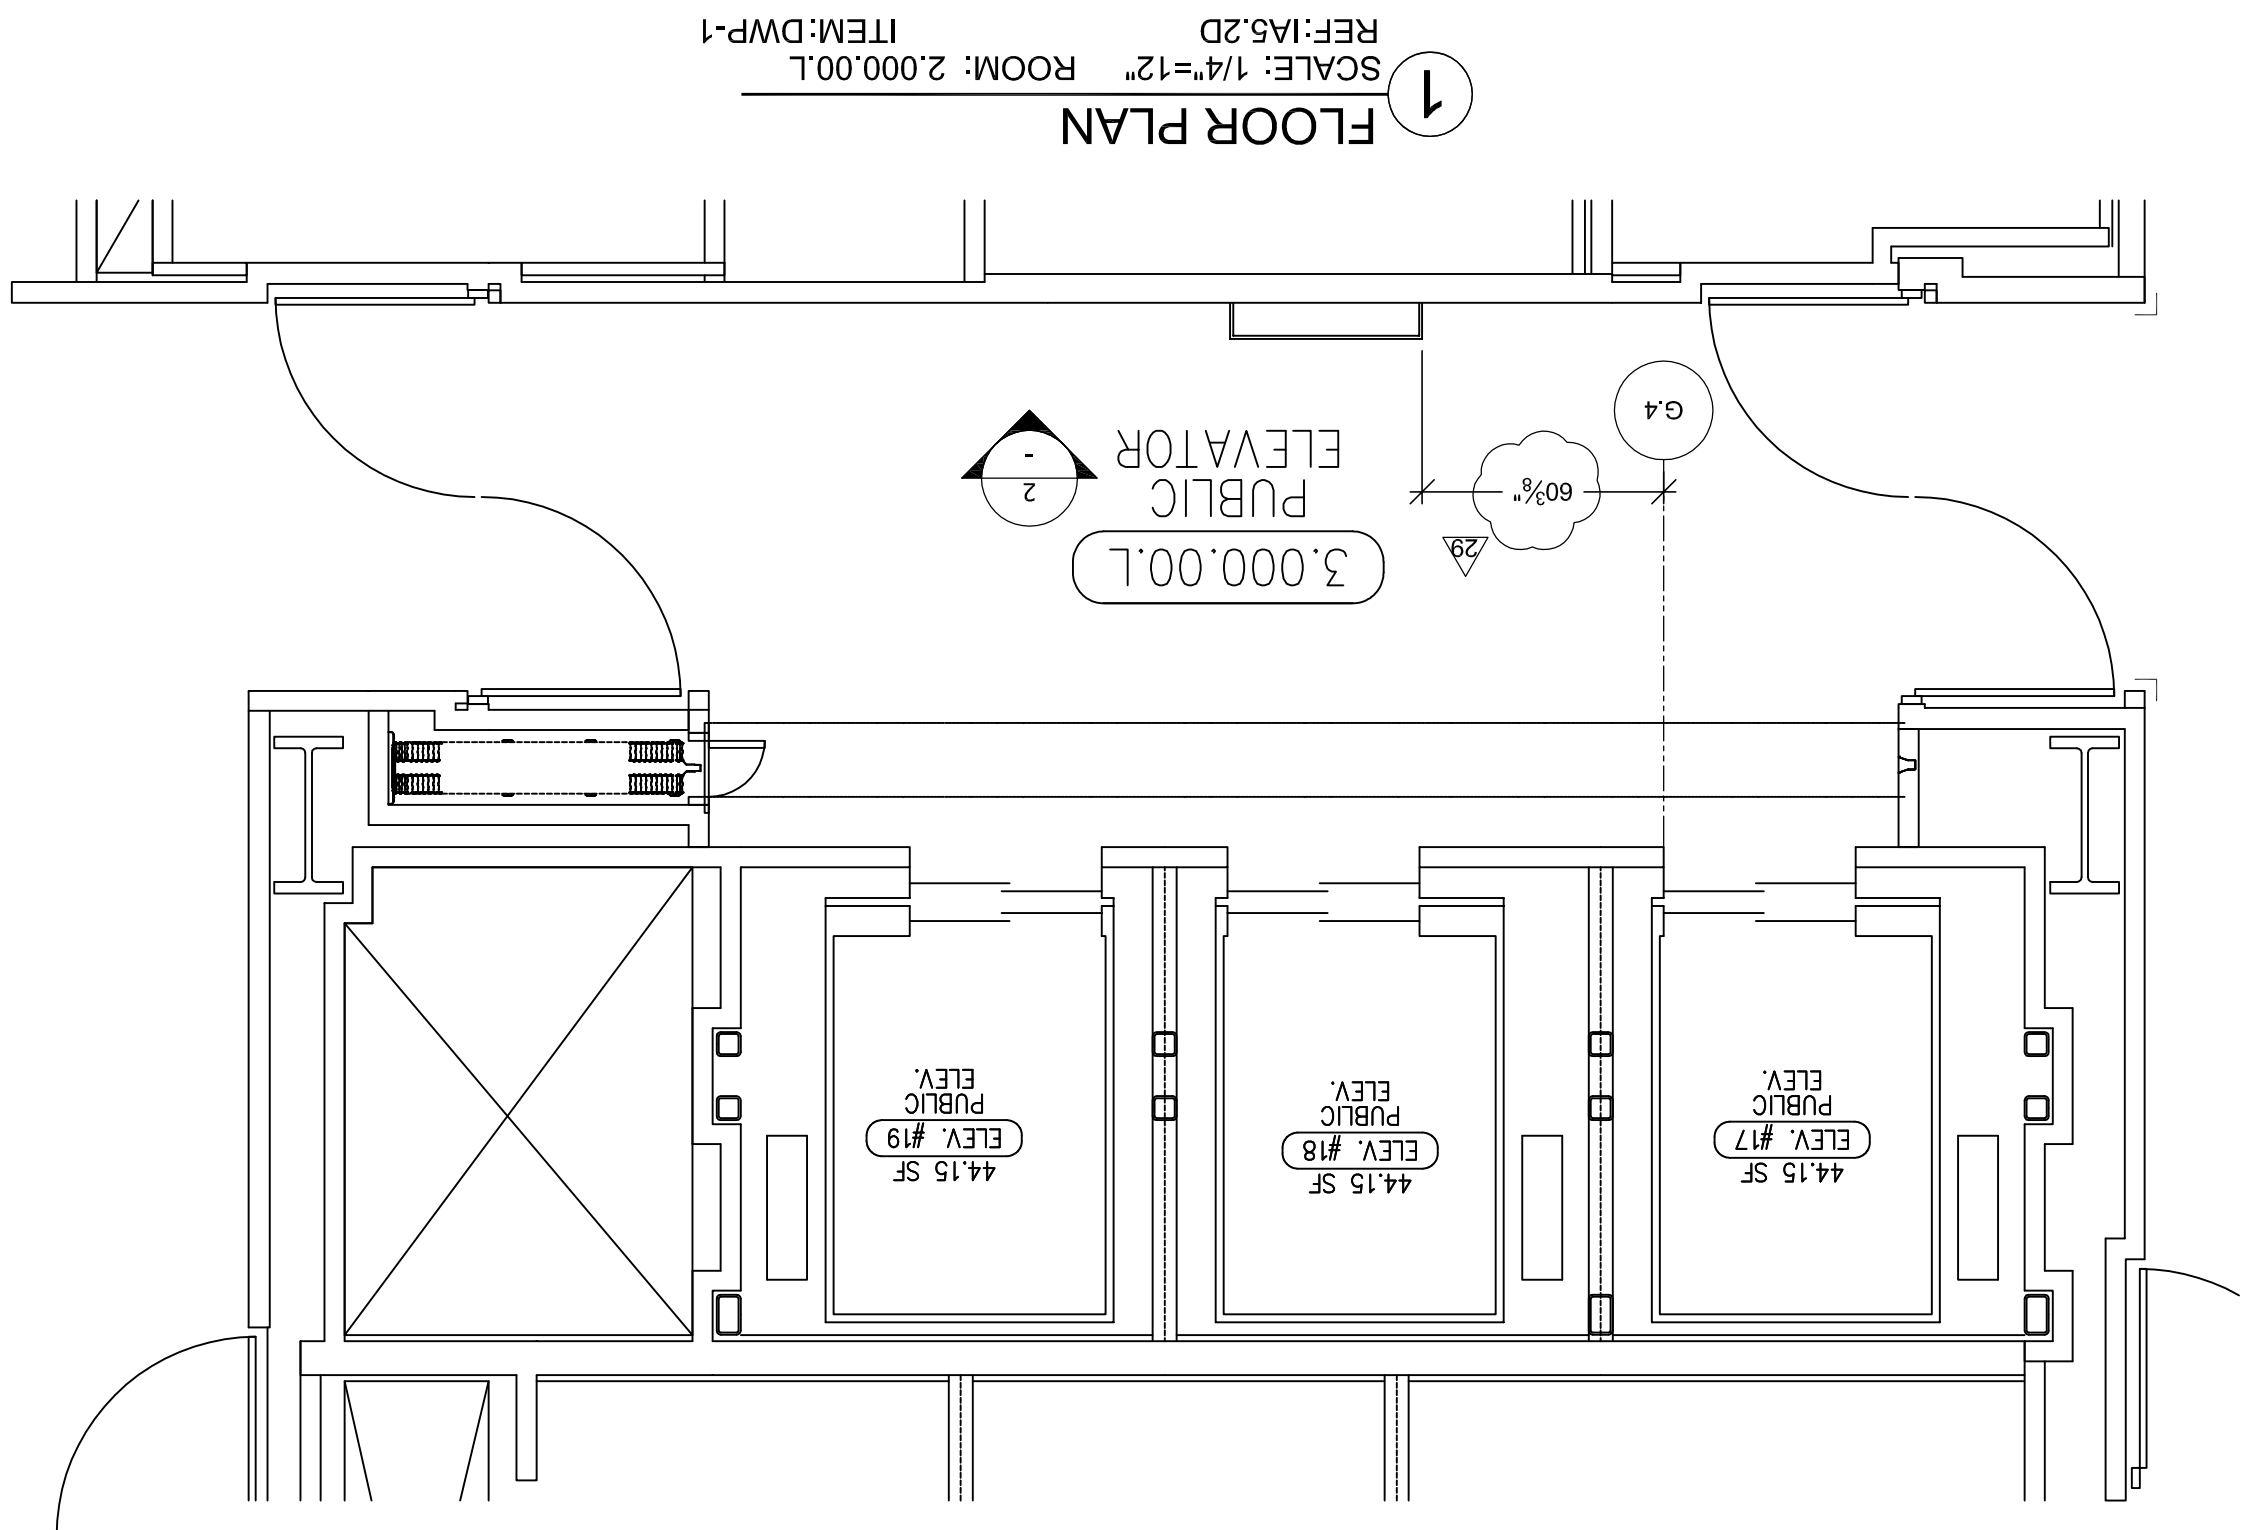 44.15 SF
ELEV. #17
PUBLIC
ELEV.
44.15 SF
ELEV. #18
PUBLIC
ELEV.
44.15 SF
ELEV. #19
PUBLIC
ELEV.
3.000.00.L
PUBLIC
ELEVATOR
29
60⅜"
G.4
2
-
1
FLOOR PLAN
SCALE: 1/4"=12" ROOM: 2.000.00.L
REF:IA5.2D ITEM:DWP-1